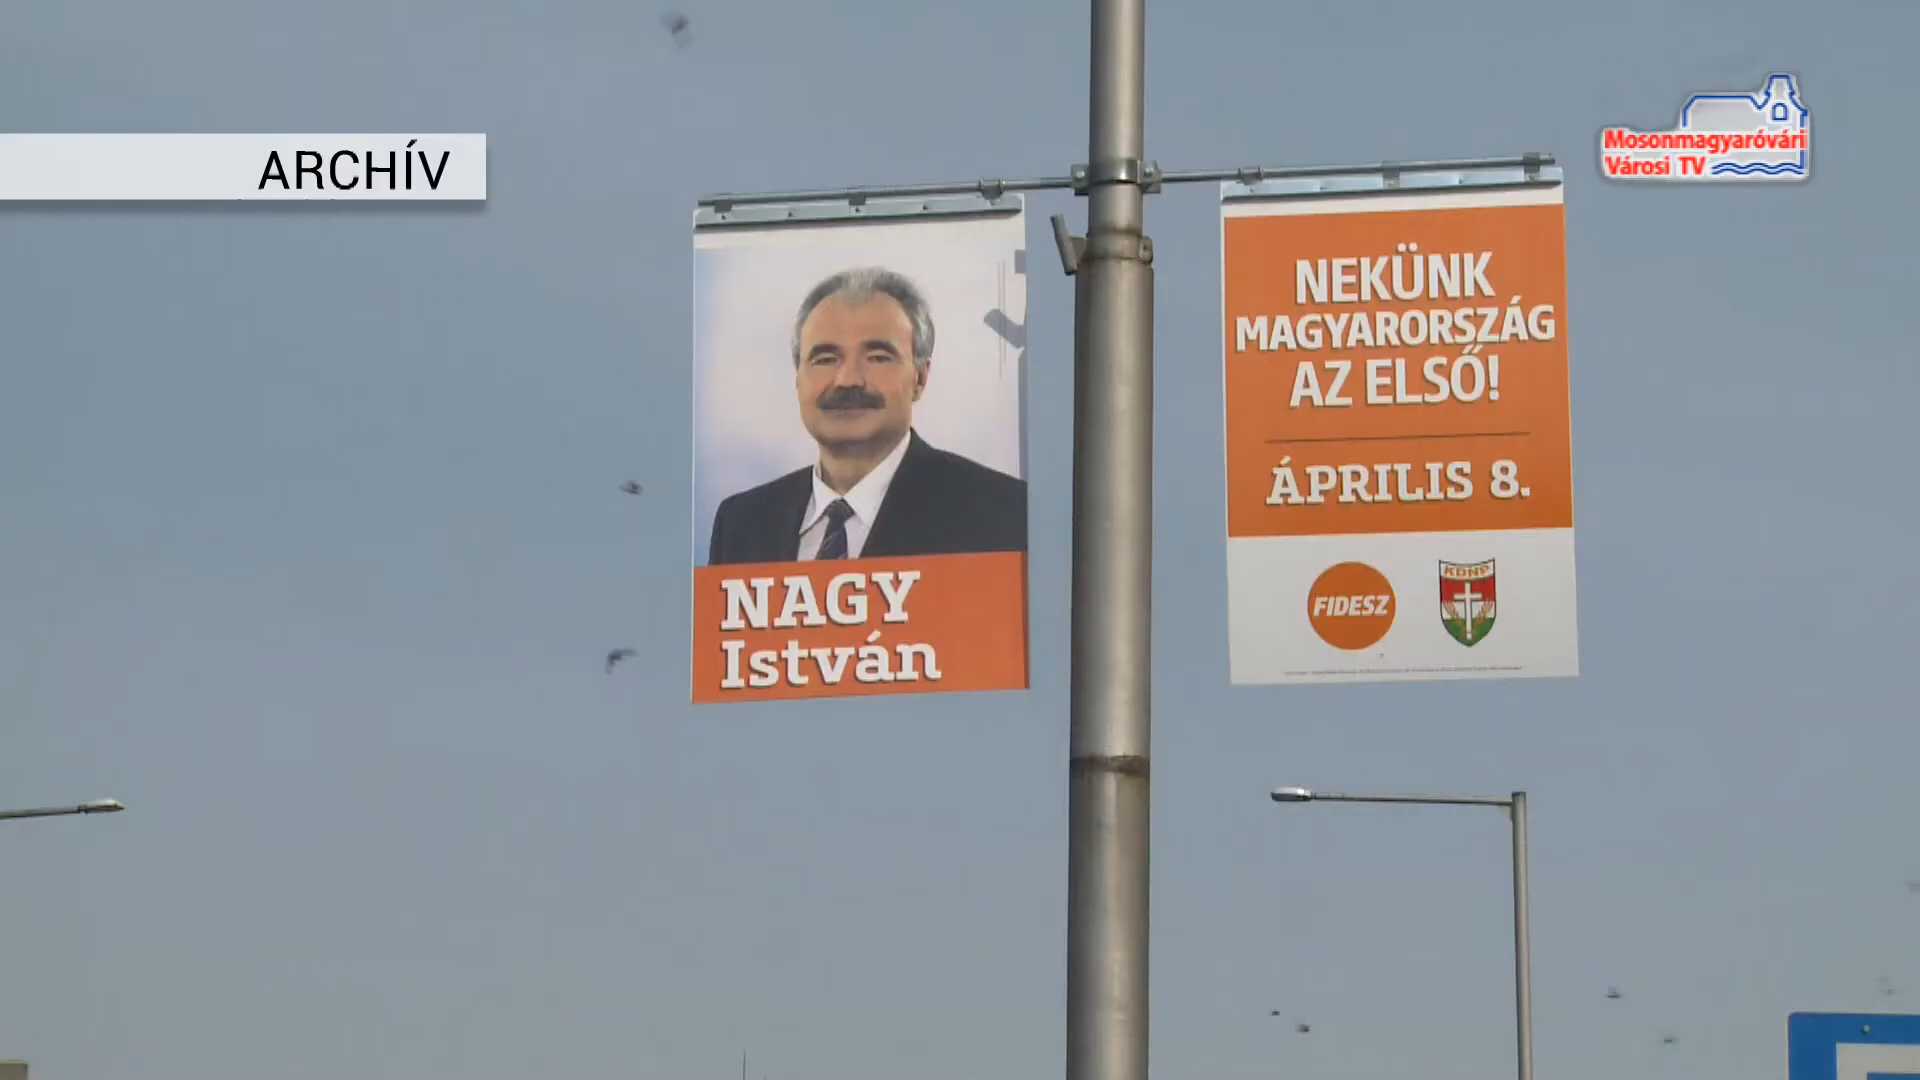 ARCHÍV
Mosonmagyaróvári
Városi TV
NAGY
István
NEKÜNK
MAGYARORSZÁG
AZ ELSŐ!
ÁPRILIS 8.
FIDESZ
KDNP